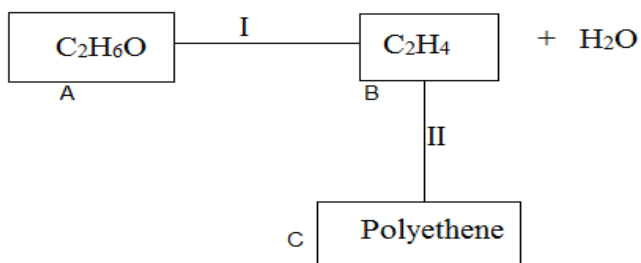 I
C₂H₆O C₂H₄ + H₂O
A B
II
C Polyethene